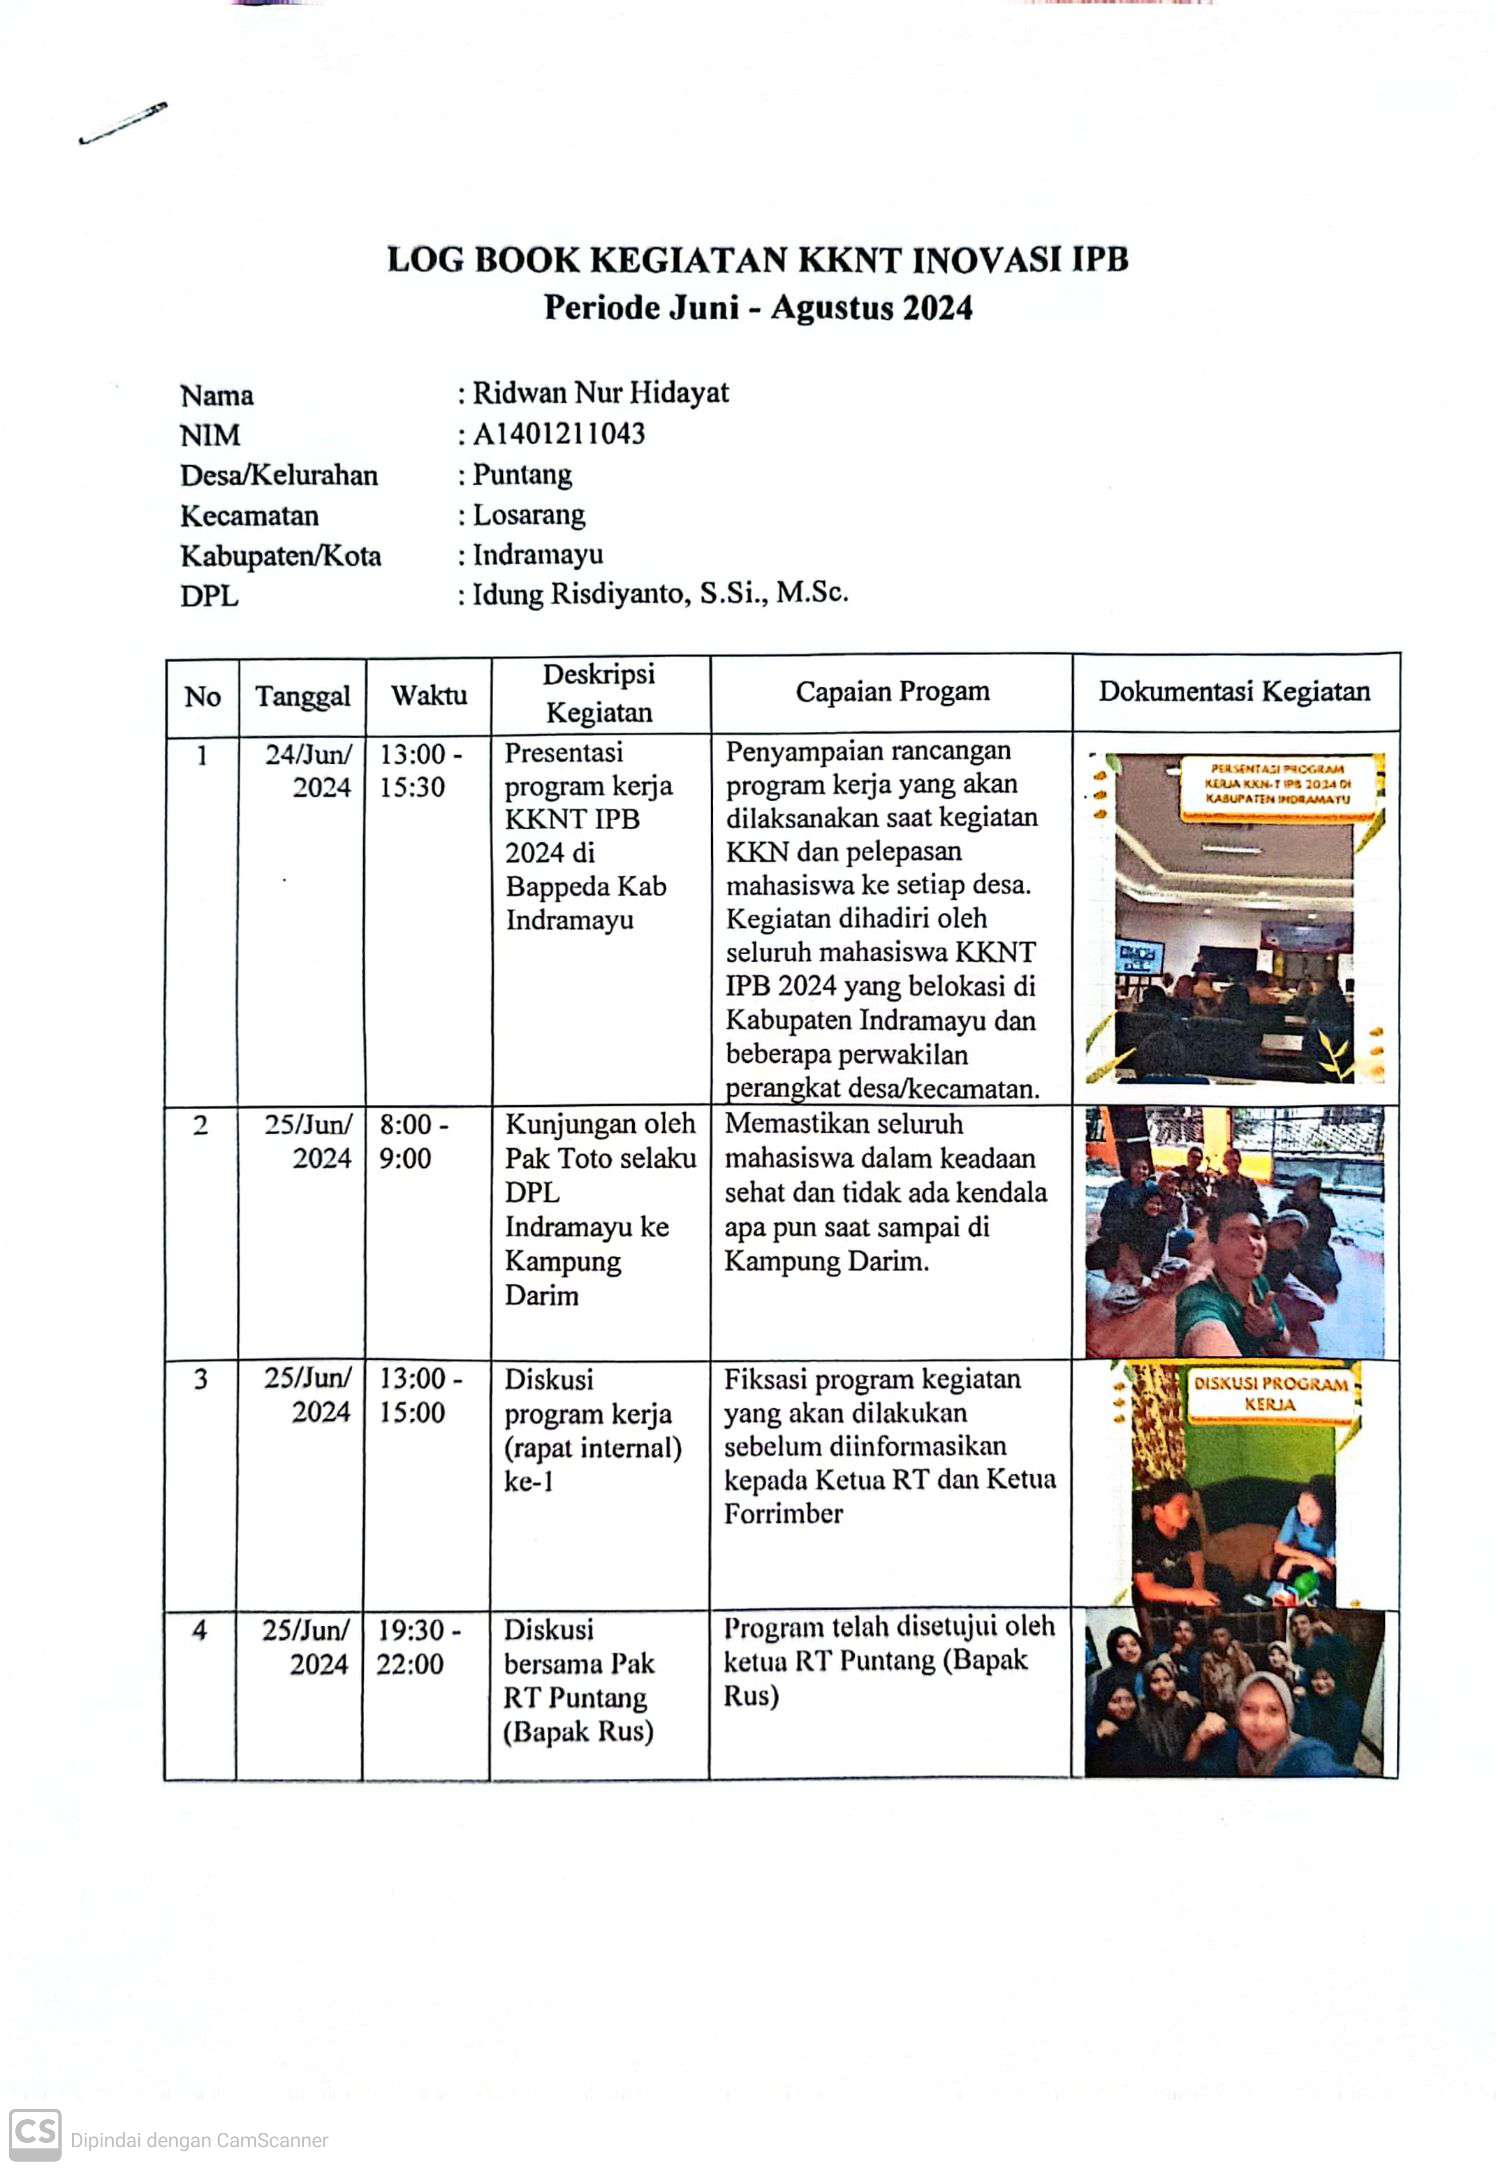 LOG BOOK KEGIATAN KKNT INOVASI IPB
Periode Juni - Agustus 2024
Nama : Ridwan Nur Hidayat
NIM : A1401211043
Desa/Kelurahan : Puntang
Kecamatan : Losarang
Kabupaten/Kota : Indramayu
DPL : Idung Risdiyanto, S.Si., M.Sc.
No Tanggal Waktu Deskripsi Kegiatan Capaian Progam Dokumentasi Kegiatan
1
24/Jun/
2024
13:00 -
15:30
Presentasi
program kerja
KKNT IPB
2024 di
Bappeda Kab
Indramayu
Penyampaian rancangan
program kerja yang akan
dilaksanakan saat kegiatan
KKN dan pelepasan
mahasiswa ke setiap desa.
Kegiatan dihadiri oleh
seluruh mahasiswa KKNT
IPB 2024 yang belokasi di
Kabupaten Indramayu dan
beberapa perwakilan
perangkat desa/kecamatan.
PERSENTASI PROGRAM
KERJA KKN-T IPB 2024 DI
KABUPATEN INDRAMAYU
2
25/Jun/
2024
8:00 -
9:00
Kunjungan oleh
Pak Toto selaku
DPL
Indramayu ke
Kampung
Darim
Memastikan seluruh
mahasiswa dalam keadaan
sehat dan tidak ada kendala
apa pun saat sampai di
Kampung Darim.
3
25/Jun/
2024
13:00 -
15:00
Diskusi
program kerja
(rapat internal)
ke-1
Fiksasi program kegiatan
yang akan dilakukan
sebelum diinformasikan
kepada Ketua RT dan Ketua
Forrimber
DISKUSI PROGRAM
KERJA
4
25/Jun/
2024
19:30 -
22:00
Diskusi
bersama Pak
RT Puntang
(Bapak Rus)
Program telah disetujui oleh
ketua RT Puntang (Bapak
Rus)
CS Dipindai dengan CamScanner